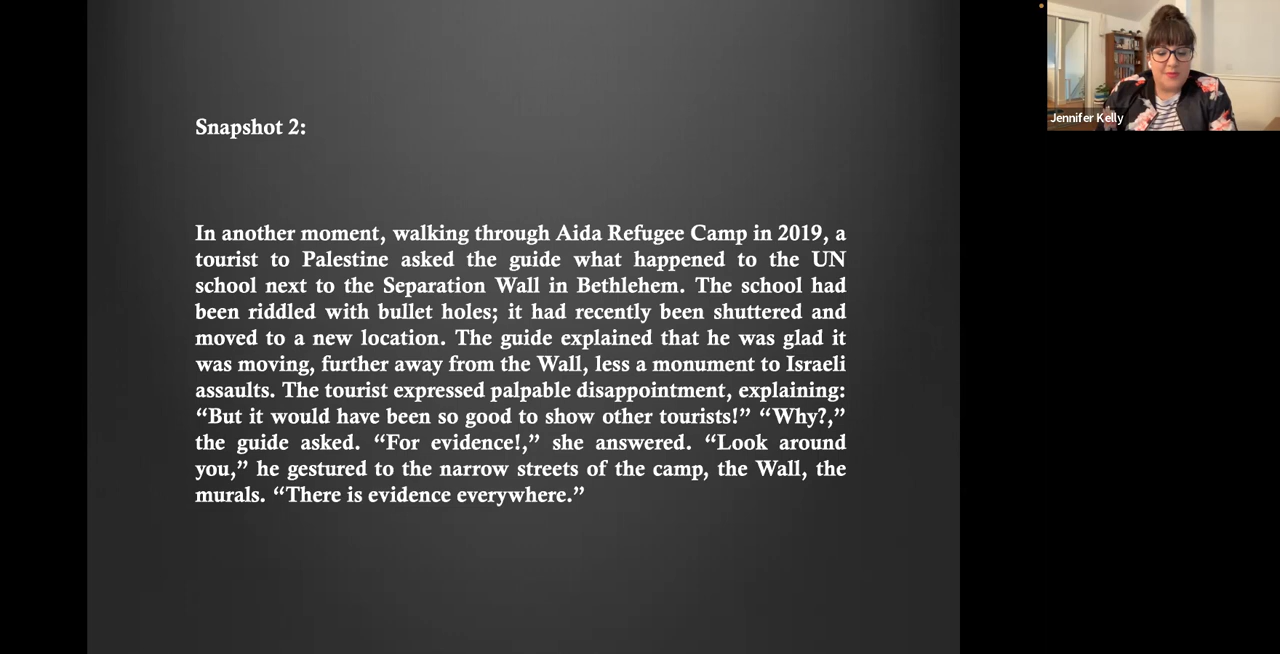 Snapshot 2:
In another moment, walking through Aida Refugee Camp in 2019, a
tourist to Palestine asked the guide what happened to the UN
school next to the Separation Wall in Bethlehem. The school had
been riddled with bullet holes; it had recently been shuttered and
moved to a new location. The guide explained that he was glad it
was moving, further away from the Wall, less a monument to Israeli
assaults. The tourist expressed palpable disappointment, explaining:
“But it would have been so good to show other tourists!” “Why?,”
the guide asked. “For evidence!,” she answered. “Look around
you,” he gestured to the narrow streets of the camp, the Wall, the
murals. “There is evidence everywhere.”
Jennifer Kelly